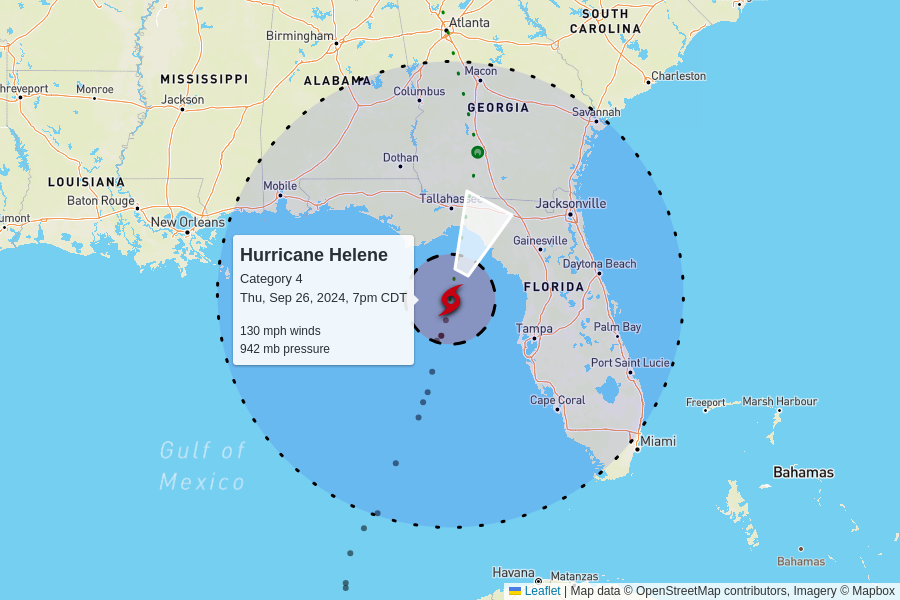 SOUTH
CAROLINA
Atlanta
Birmingham
MISSISSIPPI
ALABAMA
Macon
Charleston
Monroe
hreveport
Columbus
Jackson
GEORGIA
Savannah
Dothan
LOUISIANA
Mobile
Baton Rouge
Tallahassee
Jacksonville
umont
New Orleans
Gainesville
Hurricane Helene
Category 4
Thu, Sep 26, 2024, 7pm CDT
130 mph winds
942 mb pressure
Daytona Beach
FLORIDA
Tampa
Palm Bay
Port Saint Lucie
Cape Coral
Freeport
Marsh Harbour
Miami
Gulf of
Mexico
Bahamas
Bahamas
Havana
Matanzas
Leaflet | Map data © OpenStreetMap contributors, Imagery © Mapbox